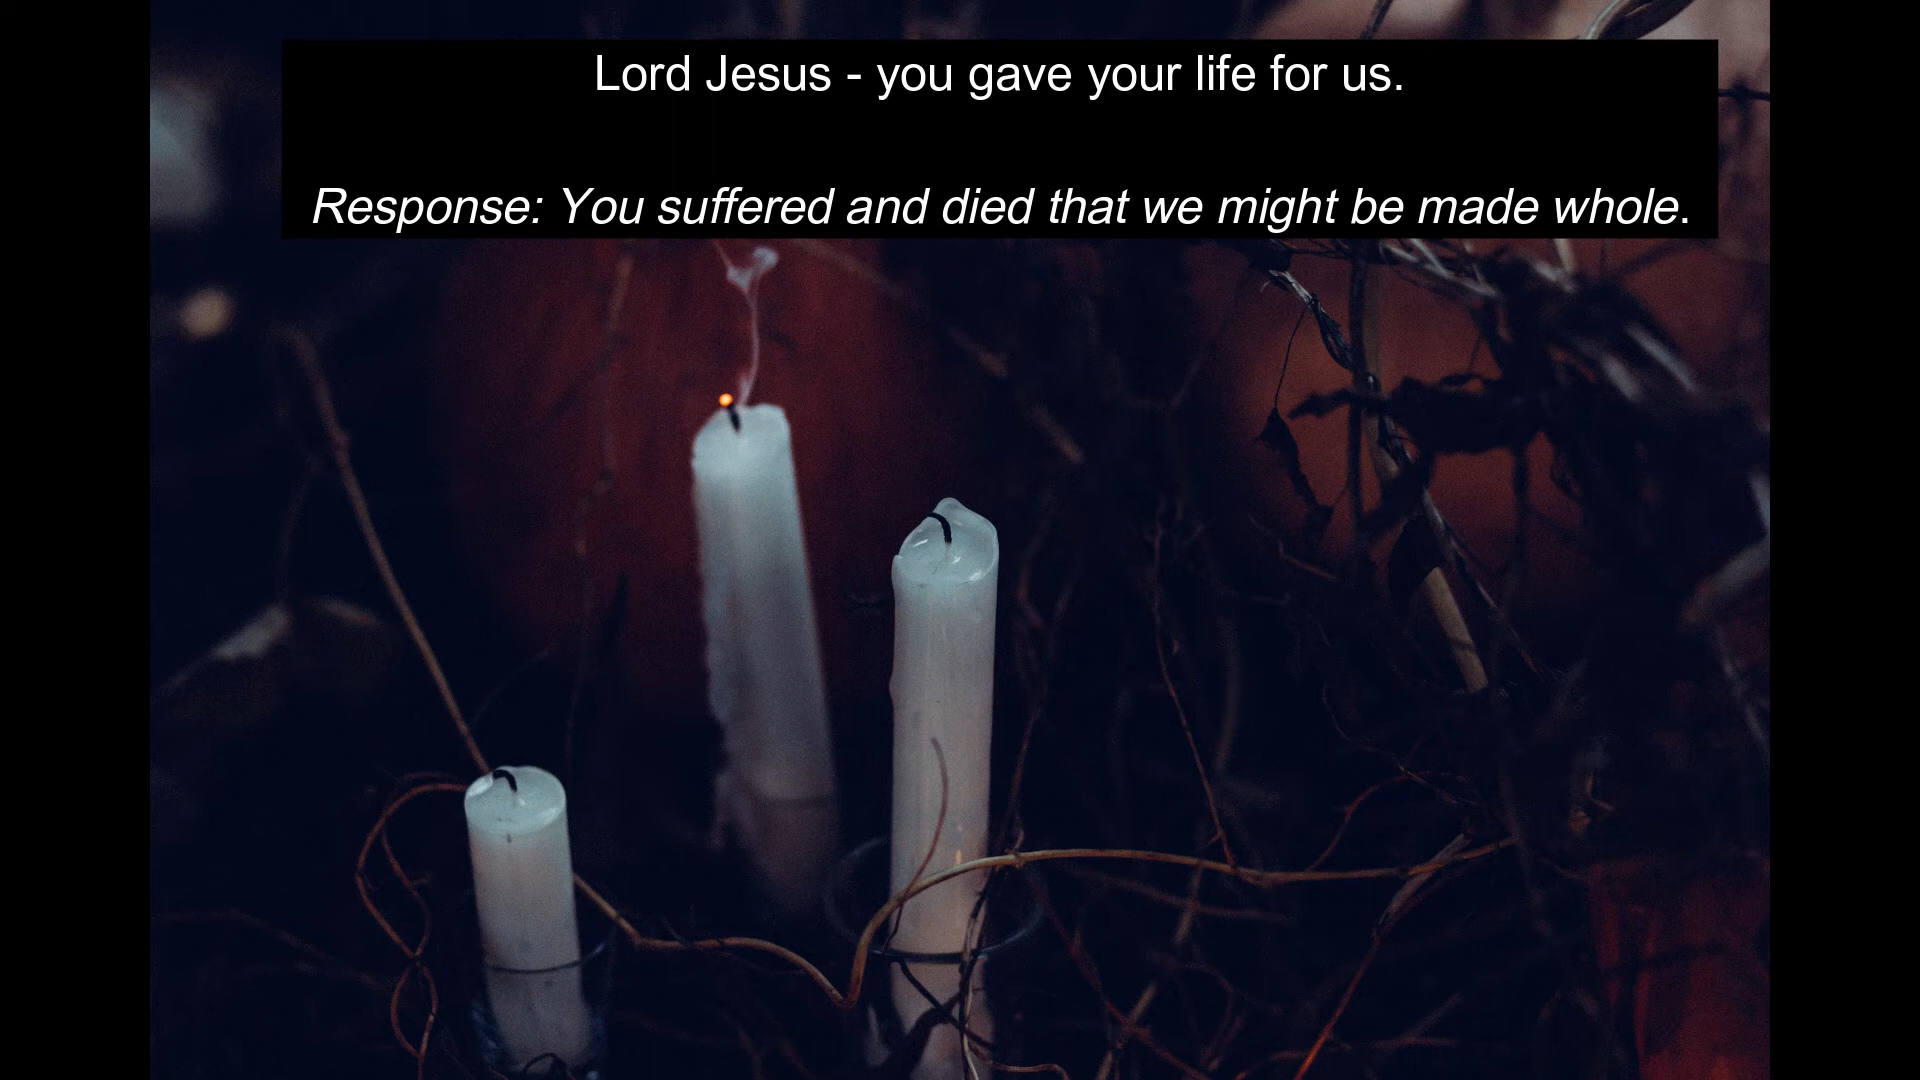 Lord Jesus - you gave your life for us.
Response: You suffered and died that we might be made whole.